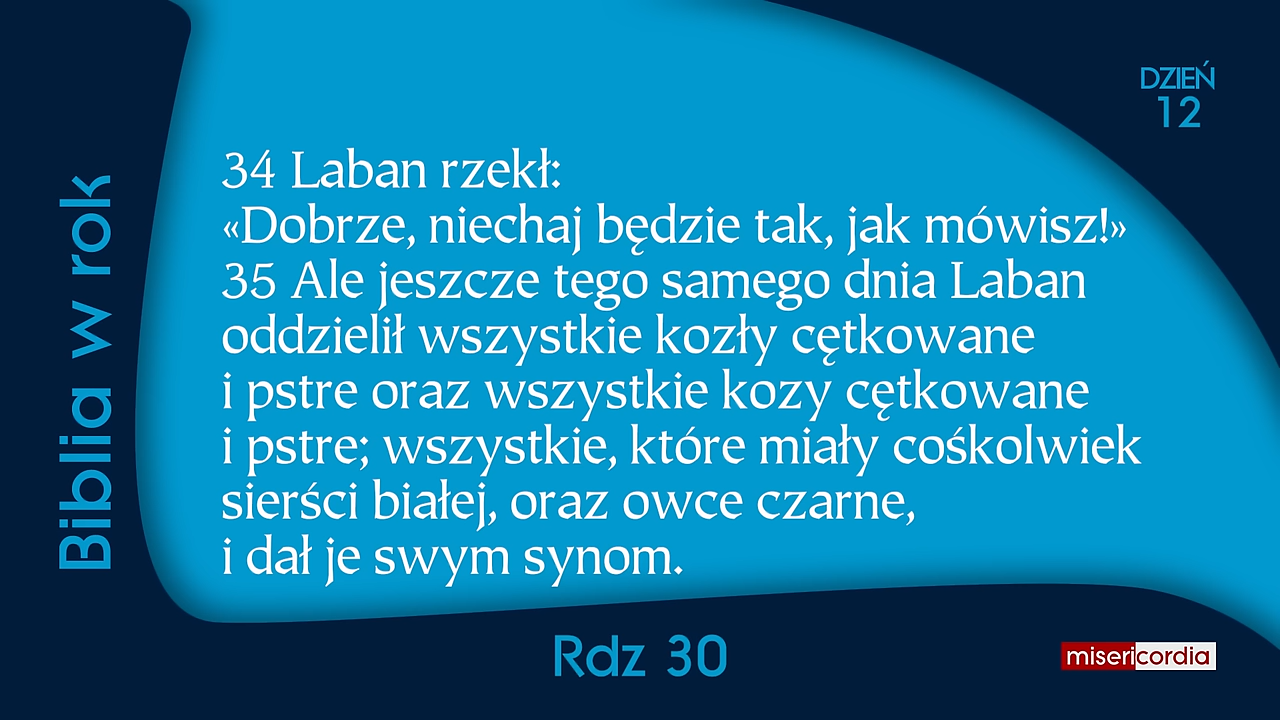 DZIEŃ
12
34 Laban rzekł:
«Dobrze, niechaj będzie tak, jak mówisz!»
35 Ale jeszcze tego samego dnia Laban
oddzielił wszystkie kozły cętkowane
i pstre oraz wszystkie kozy cętkowane
i pstre; wszystkie, które miały cośkolwiek
sierści białej, oraz owce czarne,
i dał je swym synom.
Biblia w rok
Rdz 30
misericordia